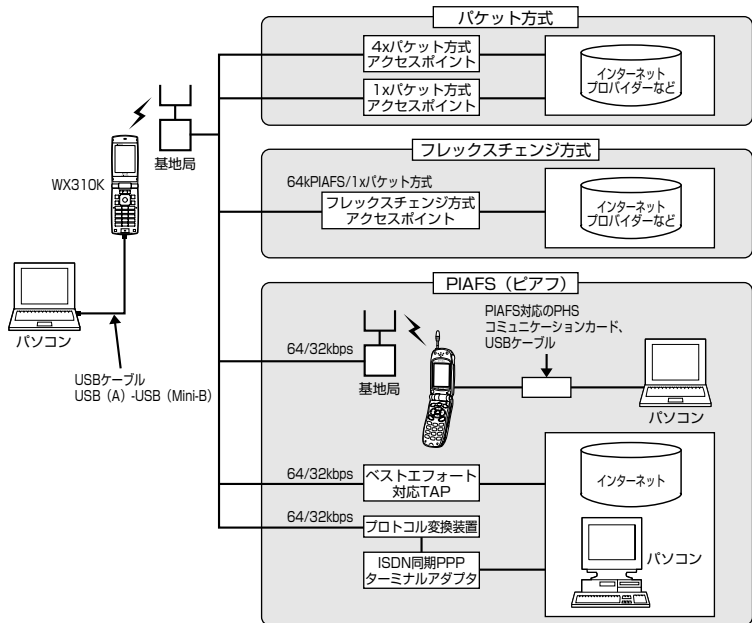 パケット方式
4xパケット方式
アクセスポイント
インターネット
プロバイダーなど
1xパケット方式
アクセスポイント
基地局
WX310K
フレックスチェンジ方式
64kPIAFS/1xパケット方式
フレックスチェンジ方式
アクセスポイント
インターネット
プロバイダーなど
パソコン
USBケーブル
USB（A）-USB（Mini-B）
PIAFS（ピアフ）
PIAFS対応のPHS
コミュニケーションカード、
USBケーブル
64/32kbps
基地局
パソコン
64/32kbps
ベストエフォート
対応TAP
インターネット
64/32kbps
プロトコル変換装置
ISDN同期PPP
ターミナルアダプタ
パソコン